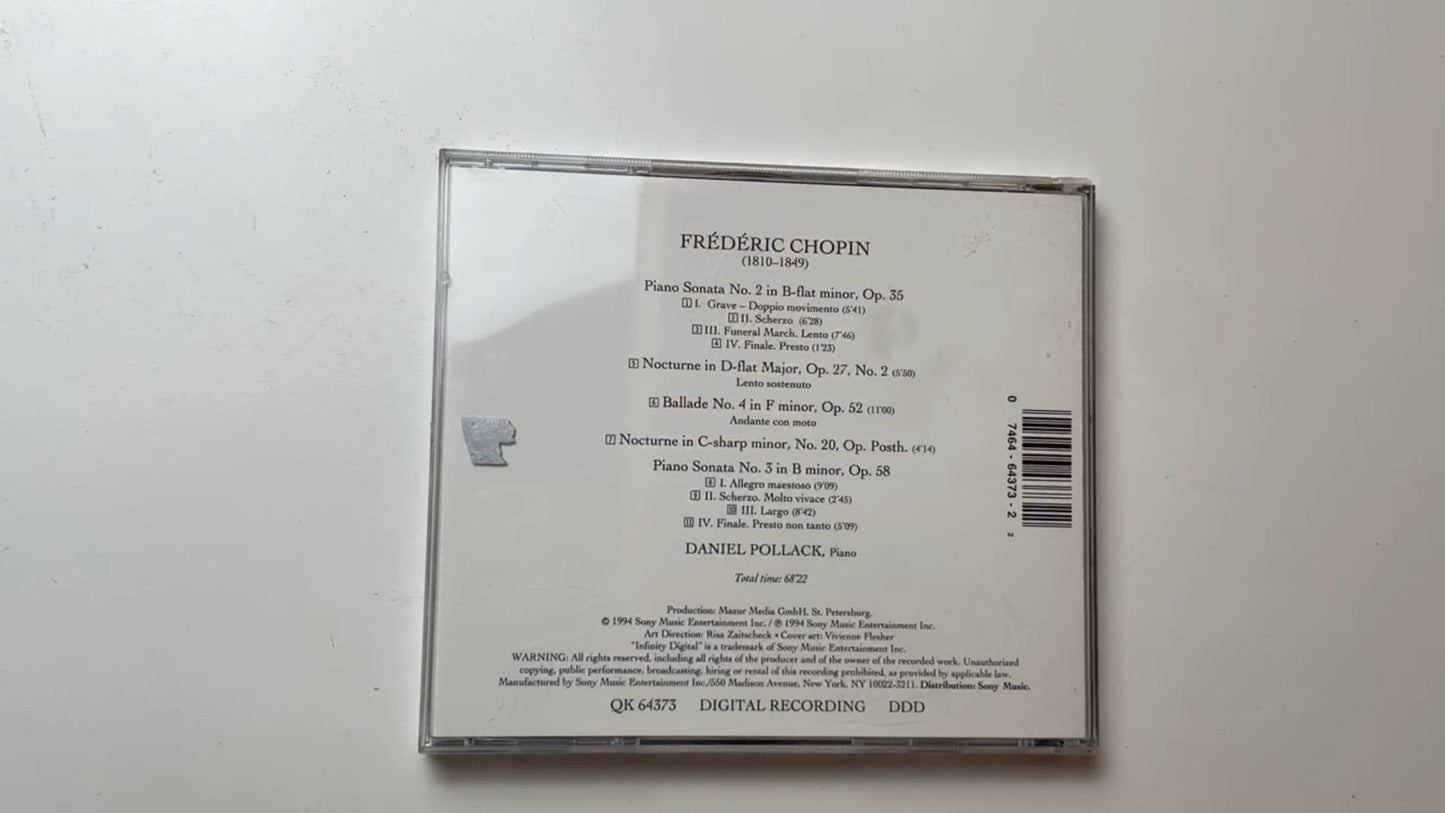 FRÉDÉRIC CHOPIN
(1810–1849)
Piano Sonata No. 2 in B-flat minor, Op. 35
1 I. Grave – Doppio movimento (5'41)
2 II. Scherzo (6'28)
3 III. Funeral March. Lento (7'46)
4 IV. Finale. Presto (1'23)
5 Nocturne in D-flat Major, Op. 27, No. 2 (5'50)
Lento sostenuto
6 Ballade No. 4 in F minor, Op. 52 (11'00)
Andante con moto
7 Nocturne in C-sharp minor, No. 20, Op. Posth. (4'14)
Piano Sonata No. 3 in B minor, Op. 58
8 I. Allegro maestoso (9'09)
9 II. Scherzo. Molto vivace (2'45)
10 III. Largo (8'42)
11 IV. Finale. Presto non tanto (5'09)
DANIEL POLLACK, Piano
Total time: 68'22
Production: Mazur Media GmbH, St. Petersburg.
© 1994 Sony Music Entertainment Inc. / ℗ 1994 Sony Music Entertainment Inc.
Art Direction: Risa Zaitscheck • Cover art: Vivienne Flesher
"Infinity Digital" is a trademark of Sony Music Entertainment Inc.
WARNING: All rights reserved, including all rights of the producer and of the owner of the recorded work. Unauthorized
copying, public performance, broadcasting, hiring or rental of this recording prohibited, as provided by applicable law.
Manufactured by Sony Music Entertainment Inc./550 Madison Avenue, New York, NY 10022-3211. Distribution: Sony Music.
QK 64373 DIGITAL RECORDING DDD
0 7464-64373-2 2